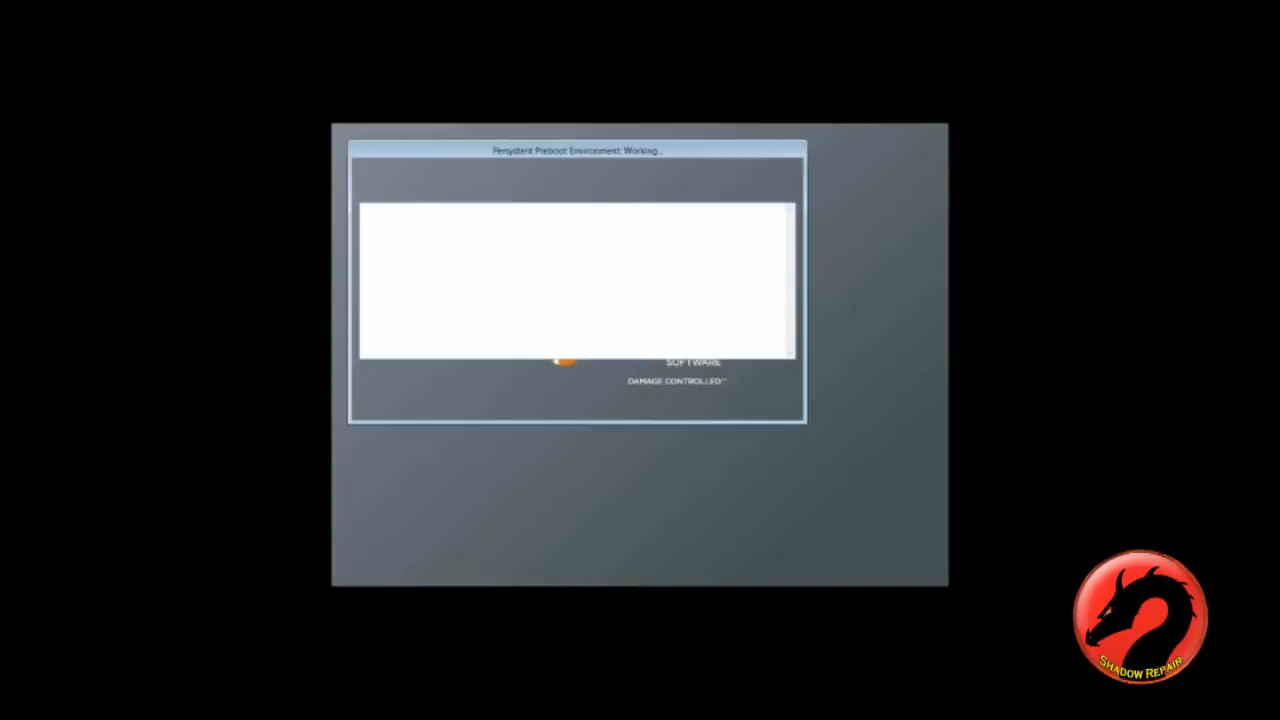 Persystent Preboot Environment: Working...
SOFTWARE
DAMAGE CONTROLLED™
SHADOW REPAIR